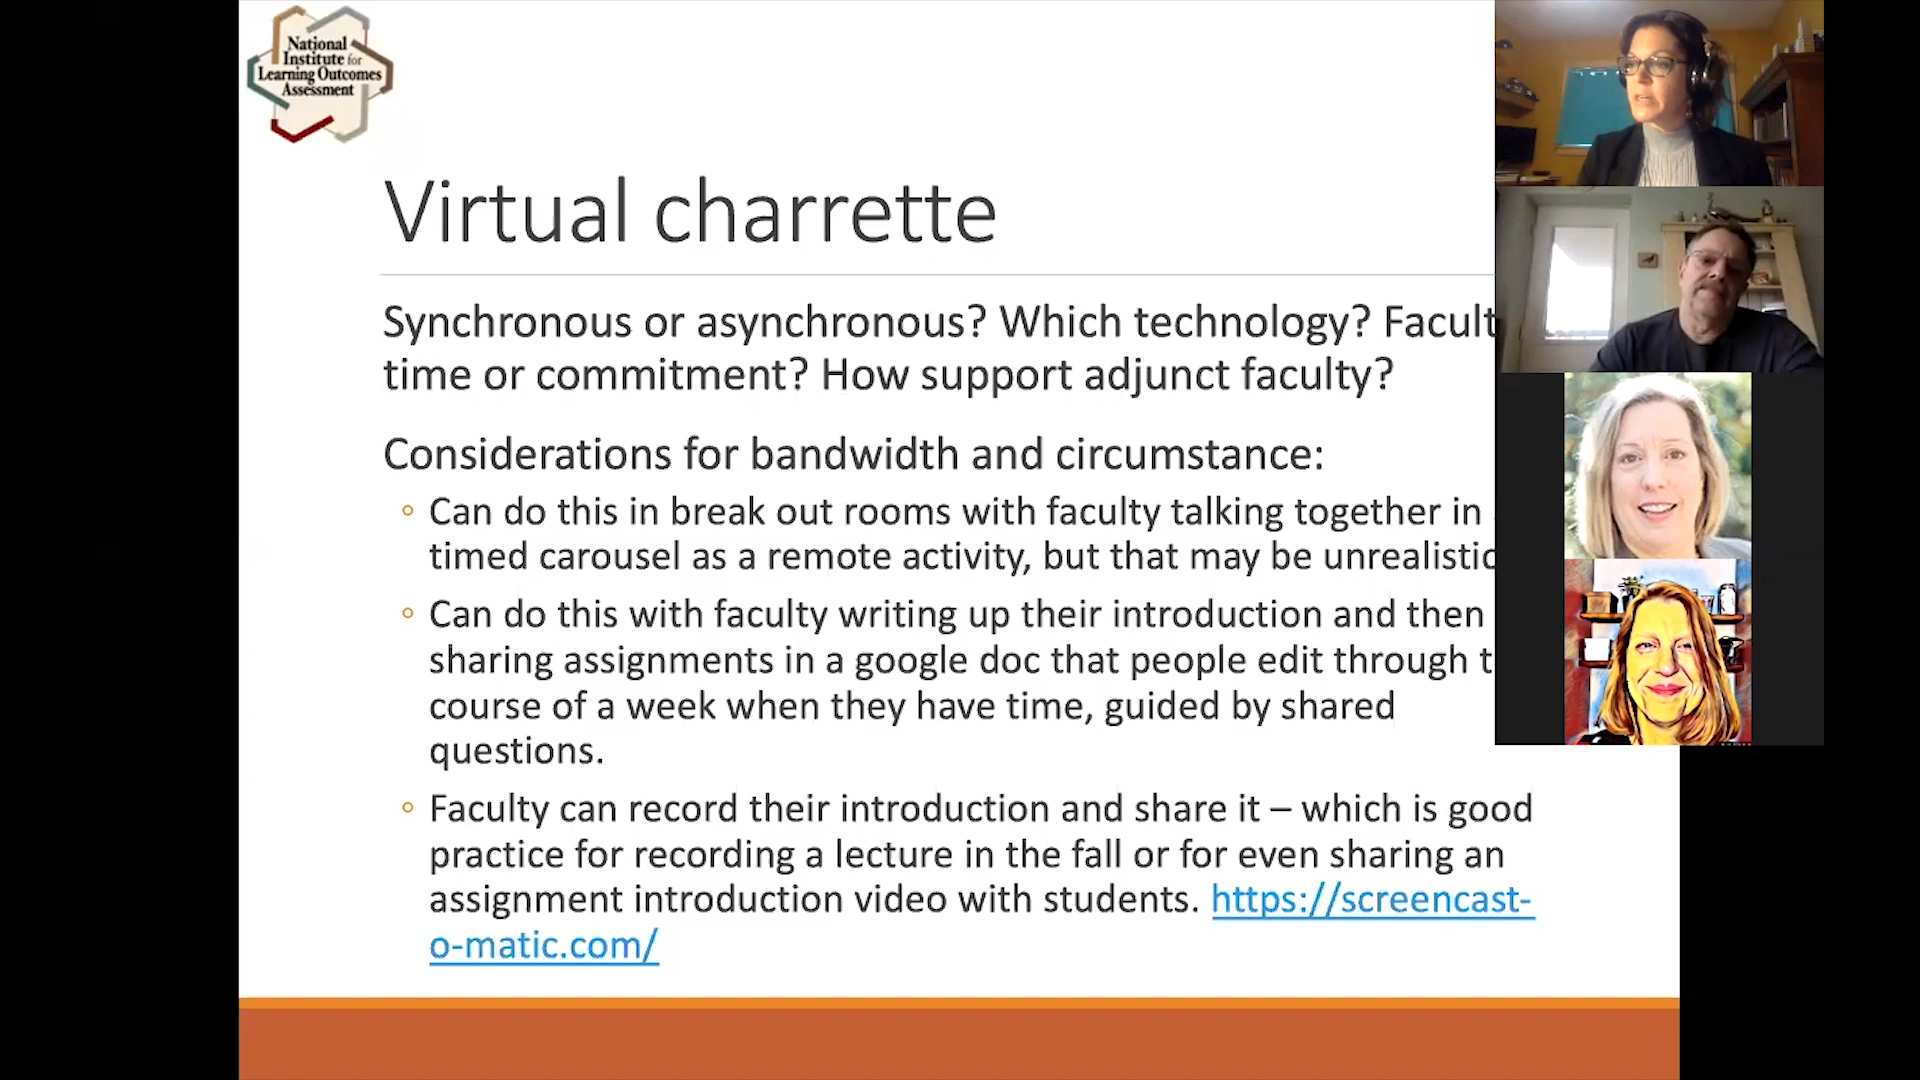 National
Institute for
Learning Outcomes
Assessment
Virtual charrette
Synchronous or asynchronous? Which technology? Facult
time or commitment? How support adjunct faculty?
Considerations for bandwidth and circumstance:
◦ Can do this in break out rooms with faculty talking together in
timed carousel as a remote activity, but that may be unrealistic
◦ Can do this with faculty writing up their introduction and then
sharing assignments in a google doc that people edit through t
course of a week when they have time, guided by shared
questions.
◦ Faculty can record their introduction and share it – which is good
practice for recording a lecture in the fall or for even sharing an
assignment introduction video with students. https://screencast-
o-matic.com/